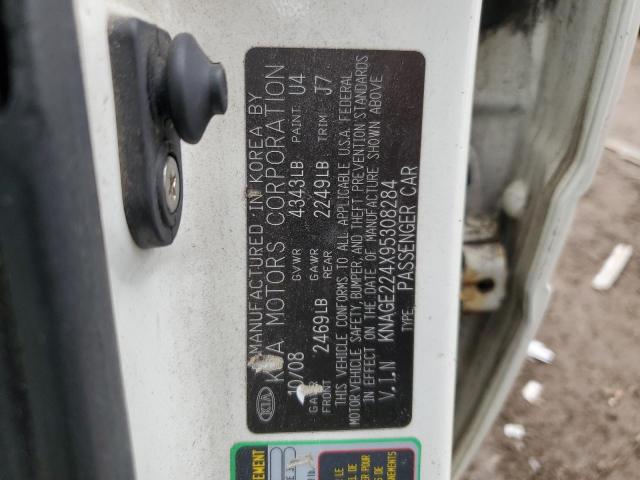 KIA MANUFACTURED IN KOREA BY
KIA MOTORS CORPORATION
10/08 GVWR 4343LB PAINT U4
GAWR FRONT 2469LB GAWR REAR 2249LB TRIM J7
THIS VEHICLE CONFORMS TO ALL APPLICABLE U.S.A. FEDERAL
MOTOR VEHICLE SAFETY, BUMPER, AND THEFT PREVENTION STANDARDS
IN EFFECT ON THE DATE OF MANUFACTURE SHOWN ABOVE
V.I.N KNAGE224X95308284
TYPE: PASSENGER CAR